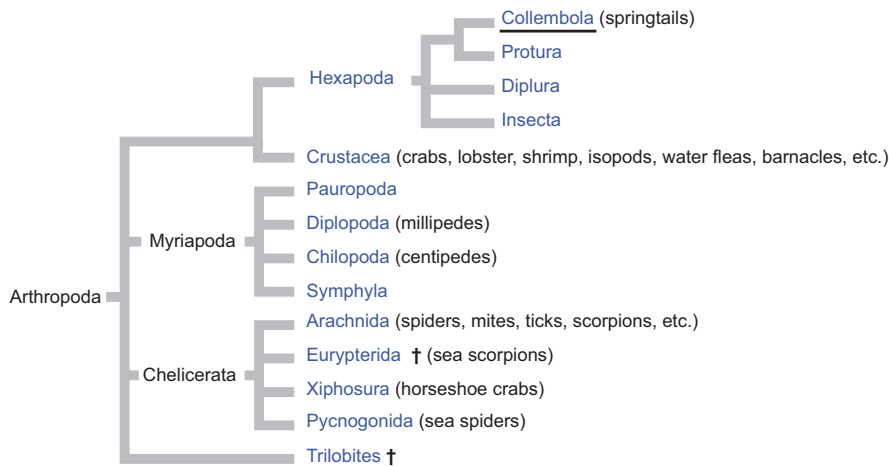 Collembola (springtails)
Protura
Hexapoda
Diplura
Insecta
Crustacea (crabs, lobster, shrimp, isopods, water fleas, barnacles, etc.)
Pauropoda
Diplopoda (millipedes)
Myriapoda
Chilopoda (centipedes)
Symphyla
Arthropoda
Arachnida (spiders, mites, ticks, scorpions, etc.)
Eurypterida † (sea scorpions)
Chelicerata
Xiphosura (horseshoe crabs)
Pycnogonida (sea spiders)
Trilobites †